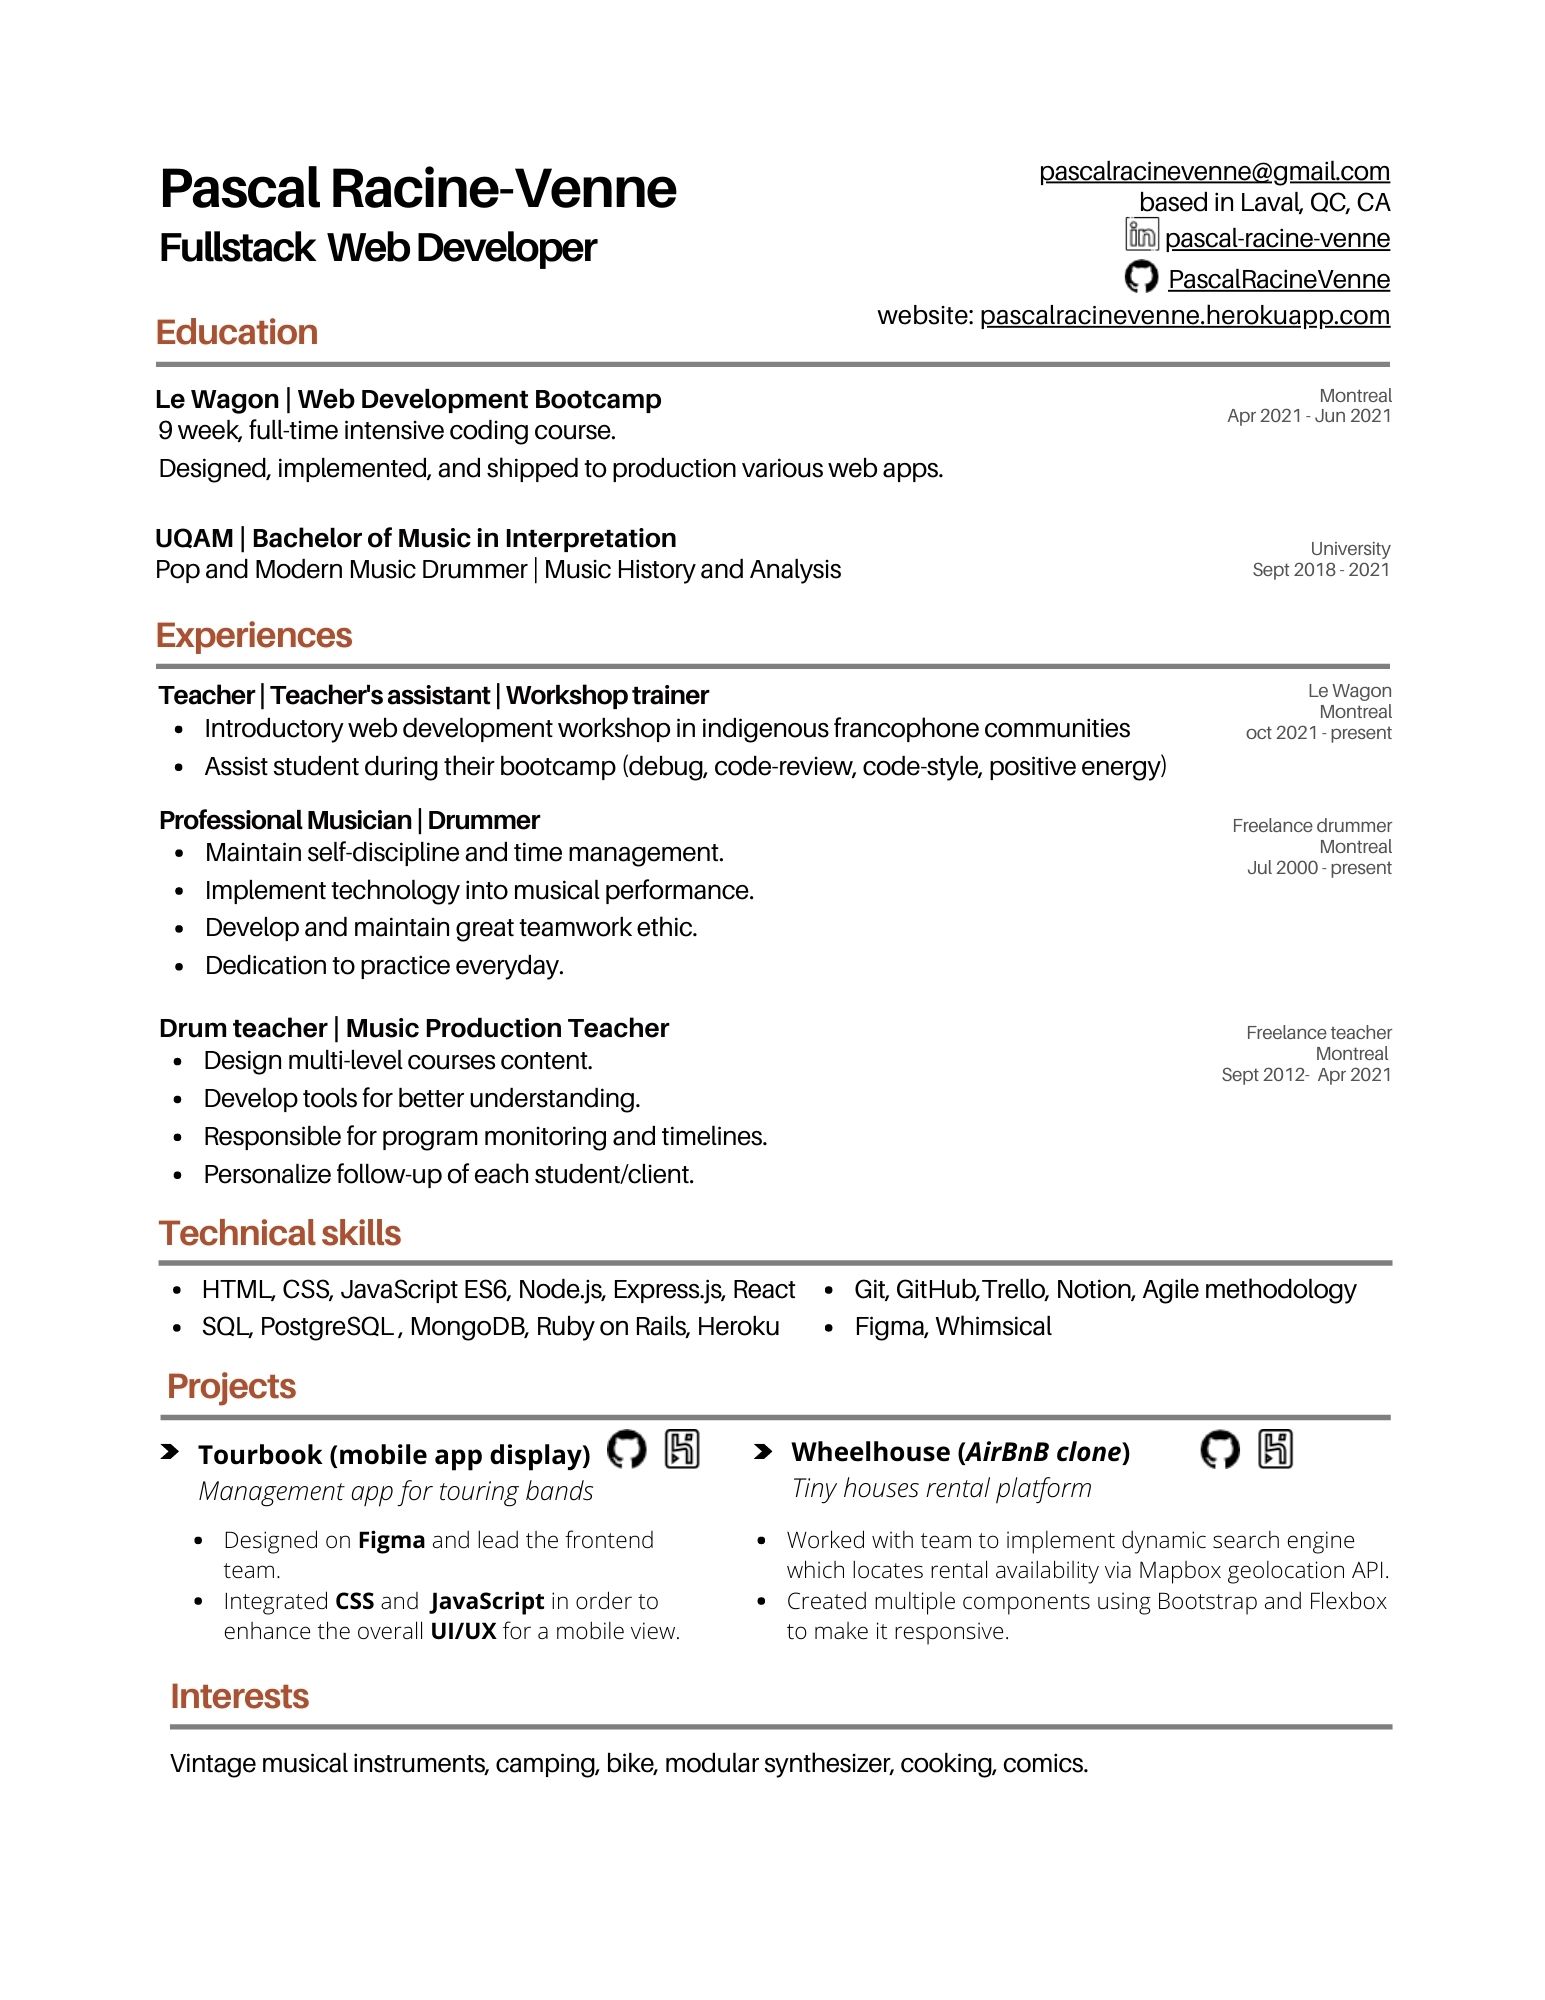 Pascal Racine-Venne
Fullstack Web Developer
pascalracinevenne@gmail.com
based in Laval, QC, CA
in pascal-racine-venne
PascalRacineVenne
website: pascalracinevenne.herokuapp.com
Education
Le Wagon | Web Development Bootcamp
9 week, full-time intensive coding course.
Designed, implemented, and shipped to production various web apps.
Montreal
Apr 2021 - Jun 2021
UQAM | Bachelor of Music in Interpretation
Pop and Modern Music Drummer | Music History and Analysis
University
Sept 2018 - 2021
Experiences
Teacher | Teacher's assistant | Workshop trainer
• Introductory web development workshop in indigenous francophone communities
• Assist student during their bootcamp (debug, code-review, code-style, positive energy)
Le Wagon
Montreal
oct 2021 - present
Professional Musician | Drummer
• Maintain self-discipline and time management.
• Implement technology into musical performance.
• Develop and maintain great teamwork ethic.
• Dedication to practice everyday.
Freelance drummer
Montreal
Jul 2000 - present
Drum teacher | Music Production Teacher
• Design multi-level courses content.
• Develop tools for better understanding.
• Responsible for program monitoring and timelines.
• Personalize follow-up of each student/client.
Freelance teacher
Montreal
Sept 2012- Apr 2021
Technical skills
• HTML, CSS, JavaScript ES6, Node.js, Express.js, React
• SQL, PostgreSQL , MongoDB, Ruby on Rails, Heroku
• Git, GitHub,Trello, Notion, Agile methodology
• Figma, Whimsical
Projects
Tourbook (mobile app display)
Management app for touring bands
• Designed on Figma and lead the frontend
team.
• Integrated CSS and JavaScript in order to
enhance the overall UI/UX for a mobile view.
Wheelhouse (AirBnB clone)
Tiny houses rental platform
• Worked with team to implement dynamic search engine
which locates rental availability via Mapbox geolocation API.
• Created multiple components using Bootstrap and Flexbox
to make it responsive.
Interests
Vintage musical instruments, camping, bike, modular synthesizer, cooking, comics.